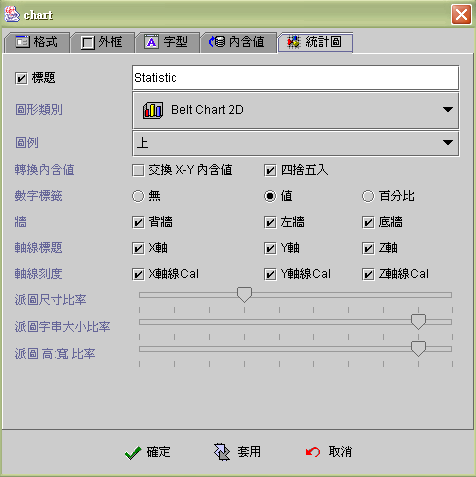 chart
格式 外框 字型 內含值 統計圖
標題 Statistic
圖形類別 Belt Chart 2D
圖例 上
轉換內含值 交換 X-Y 內含值 四捨五入
數字標籤 無 值 百分比
牆 背牆 左牆 底牆
軸線標題 X軸 Y軸 Z軸
軸線刻度 X軸線Cal Y軸線Cal Z軸線Cal
派圖尺寸比率
派圖字串大小比率
派圖 高:寬 比率
確定 套用 取消